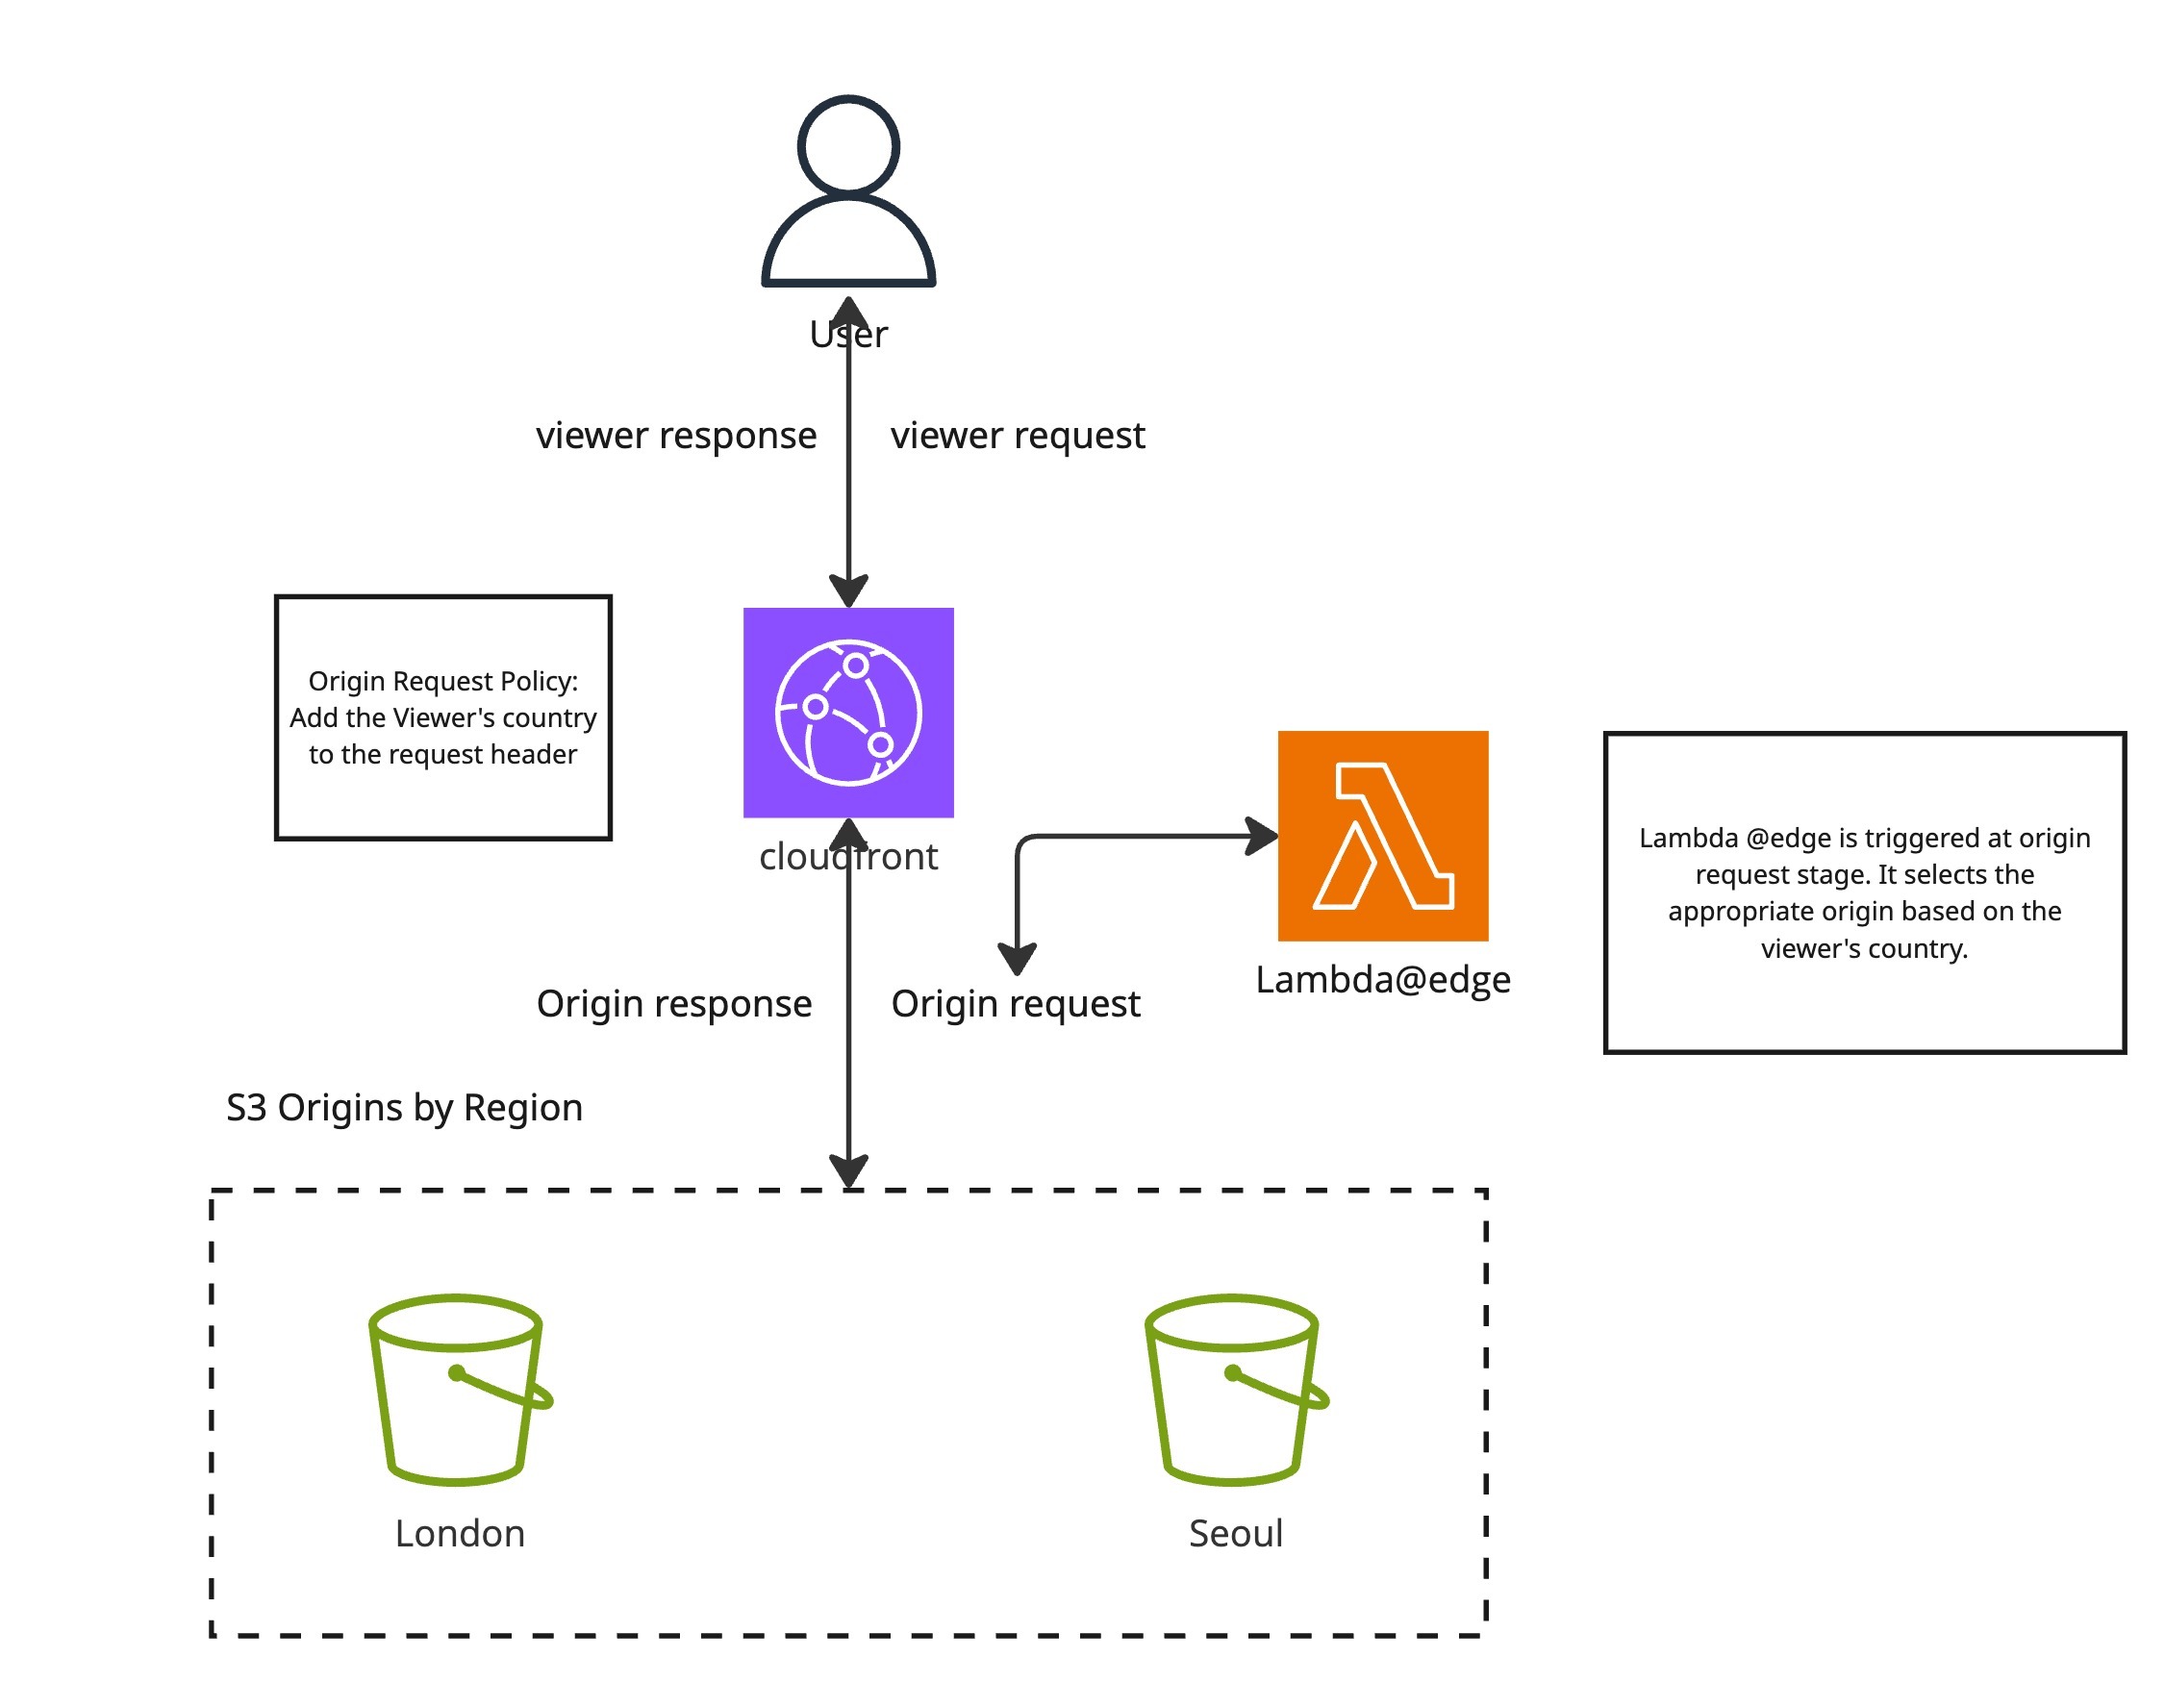 User
viewer response
viewer request
Origin Request Policy:
Add the Viewer's country
to the request header
cloudfront
Lambda @edge is triggered at origin
request stage. It selects the
appropriate origin based on the
viewer's country.
Lambda@edge
Origin response
Origin request
S3 Origins by Region
London
Seoul